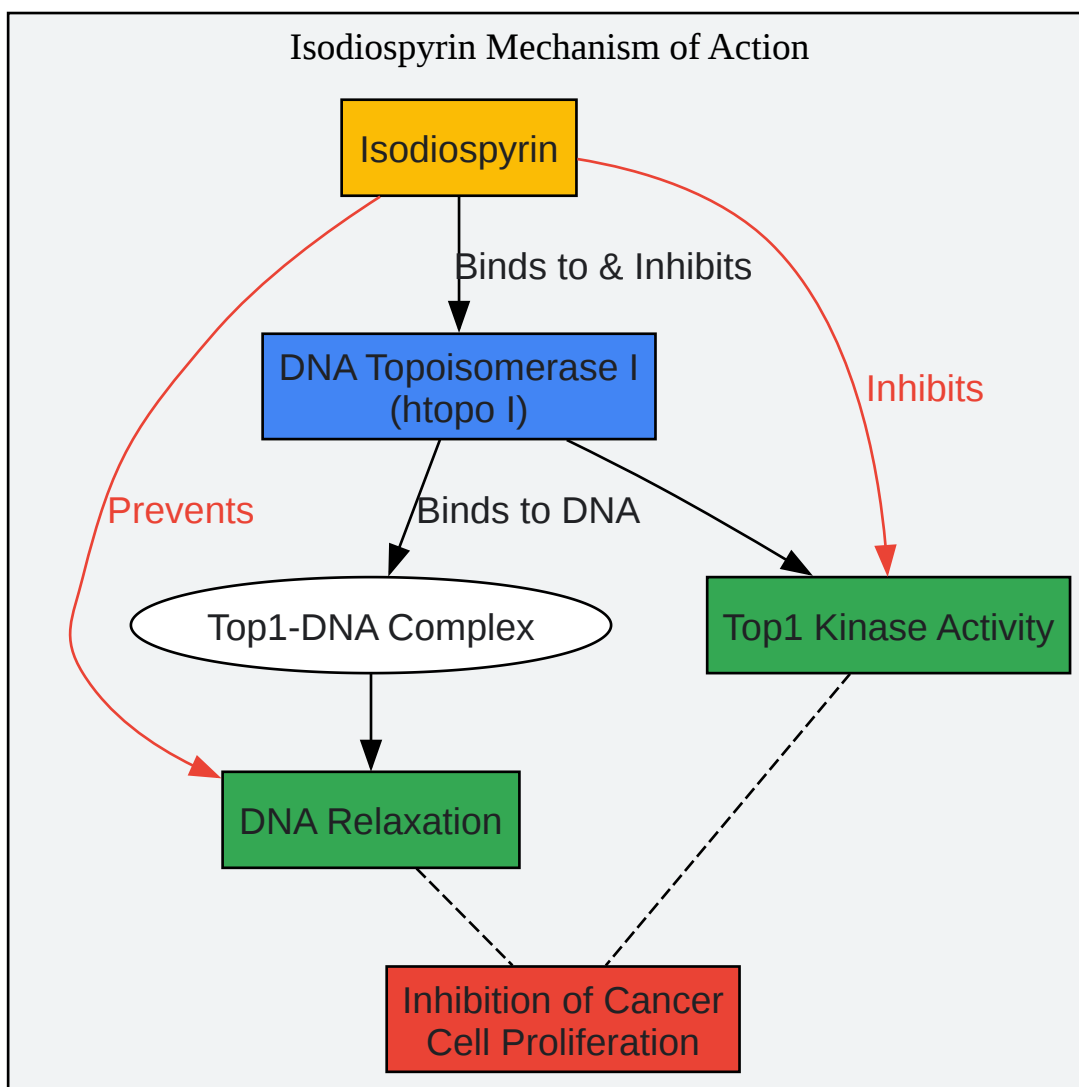 Isodiospyrin Mechanism of Action
Isodiospyrin
Binds to & Inhibits
DNA Topoisomerase I
(htopo I)
Inhibits
Prevents
Binds to DNA
Top1-DNA Complex
Top1 Kinase Activity
DNA Relaxation
Inhibition of Cancer
Cell Proliferation